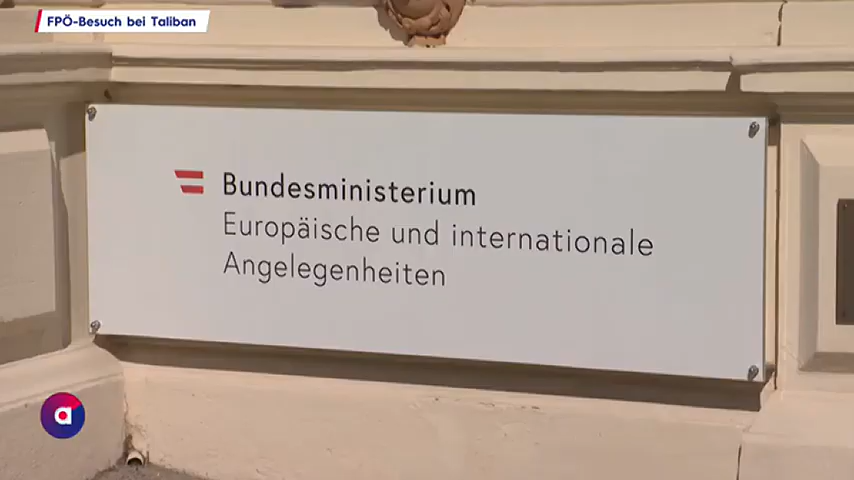 FPÖ-Besuch bei Taliban
Bundesministerium
Europäische und internationale
Angelegenheiten
a